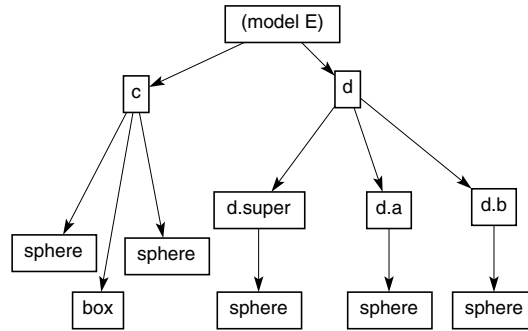 (model E)
c
d
d.super
d.a
d.b
sphere
sphere
box
sphere
sphere
sphere